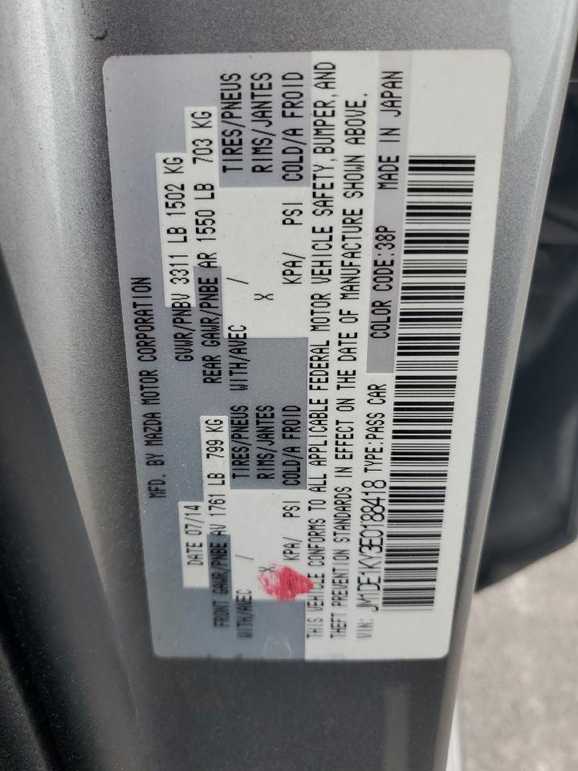 MFD. BY MAZDA MOTOR CORPORATION
DATE 07/14 GVWR/PNBV 3311 LB 1502 KG
FRONT GAWR/PNBE AV 1761 LB 799 KG REAR GAWR/PNBE AR 1550 LB 703 KG
WITH/AVEC / TIRES/PNEUS WITH/AVEC / TIRES/PNEUS
X RIMS/JANTES X RIMS/JANTES
KPA/ PSI COLD/A FROID KPA/ PSI COLD/A FROID
THIS VEHICLE CONFORMS TO ALL APPLICABLE FEDERAL MOTOR VEHICLE SAFETY, BUMPER, AND
THEFT PREVENTION STANDARDS IN EFFECT ON THE DATE OF MANUFACTURE SHOWN ABOVE.
VIN: JM1DE1KY3E0188418 TYPE:PASS CAR COLOR CODE:38P MADE IN JAPAN